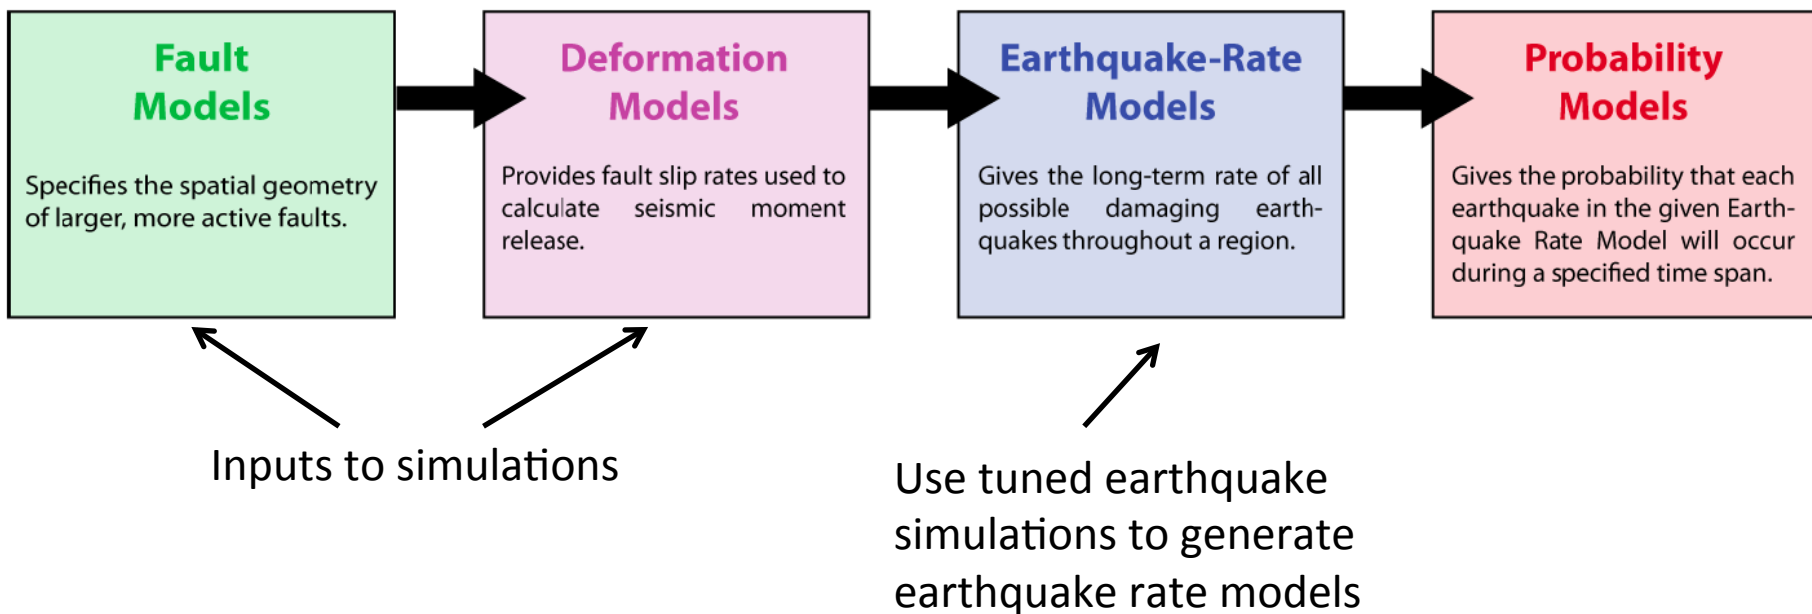 Fault
Models
Specifies the spatial geometry
of larger, more active faults.
Deformation
Models
Provides fault slip rates used to
calculate seismic moment
release.
Earthquake-Rate
Models
Gives the long-term rate of all
possible damaging earth-
quakes throughout a region.
Probability
Models
Gives the probability that each
earthquake in the given Earth-
quake Rate Model will occur
during a specified time span.
Inputs to simulations
Use tuned earthquake
simulations to generate
earthquake rate models